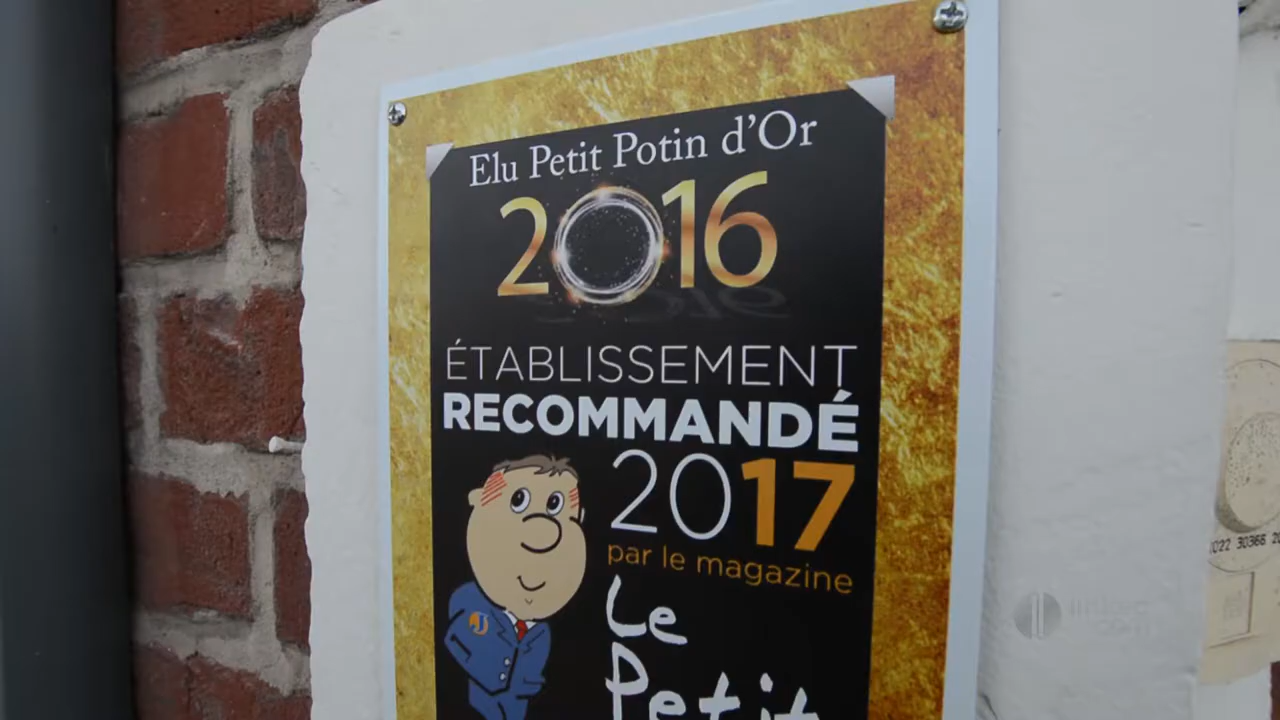 Elu Petit Potin d'Or
2016
ÉTABLISSEMENT
RECOMMANDÉ
2017
par le magazine
Le
Petit